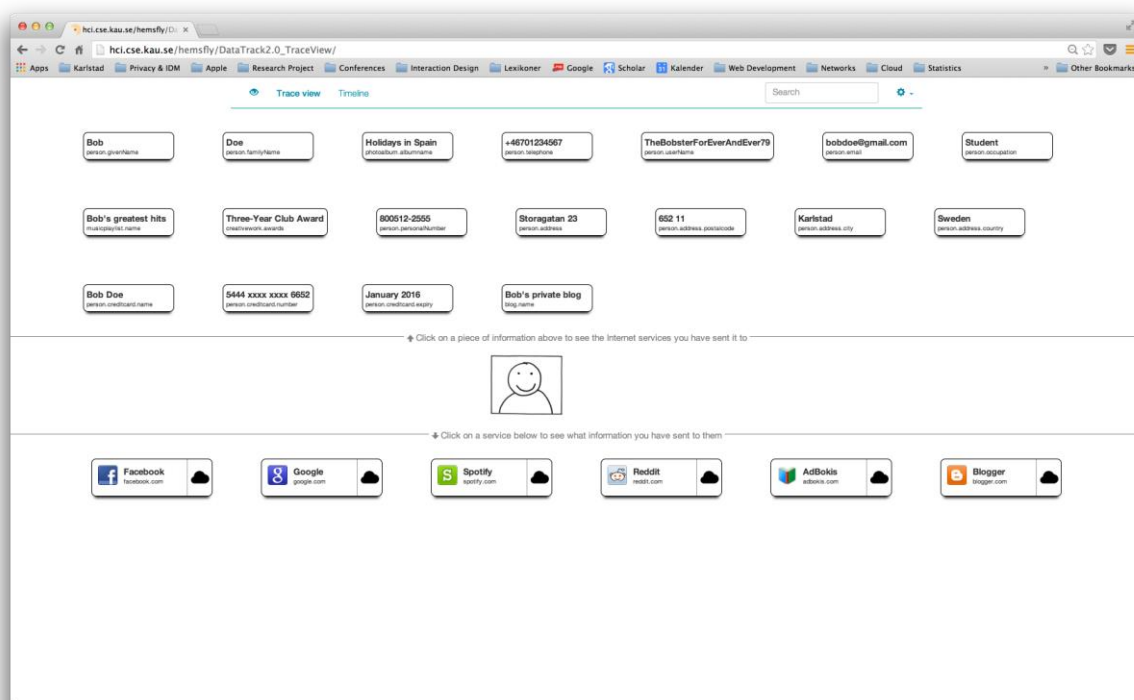 hci.cse.kau.se/hemsfly/Da
hci.cse.kau.se/hemsfly/DataTrack2.0_TraceView/
Apps Karlstad Privacy & IDM Apple Research Project Conferences Interaction Design Lexikoner Google Scholar Kalender Web Development Networks Cloud Statistics » Other Bookmarks
Trace view Timeline Search
Bob Doe Holidays in Spain +46701234567 TheBobsterForEverAndEver79 bobdoe@gmail.com Student
person.givenName person.familyName photoalbum.albumname person.telephone person.userName person.email person.occupation
Bob's greatest hits Three-Year Club Award 800512-2555 Storagatan 23 652 11 Karlstad Sweden
musicplaylist.name creativework.awards person.personalNumber person.address person.address.postalcode person.address.city person.address.country
Bob Doe 5444 xxxx xxxx 6652 January 2016 Bob's private blog
person.creditcard.name person.creditcard.number person.creditcard.expiry blog.name
Click on a piece of information above to see the Internet services you have sent it to
Click on a service below to see what information you have sent to them
Facebook Google Spotify Reddit AdBokis Blogger
facebook.com google.com spotify.com reddit.com adbokis.com blogger.com